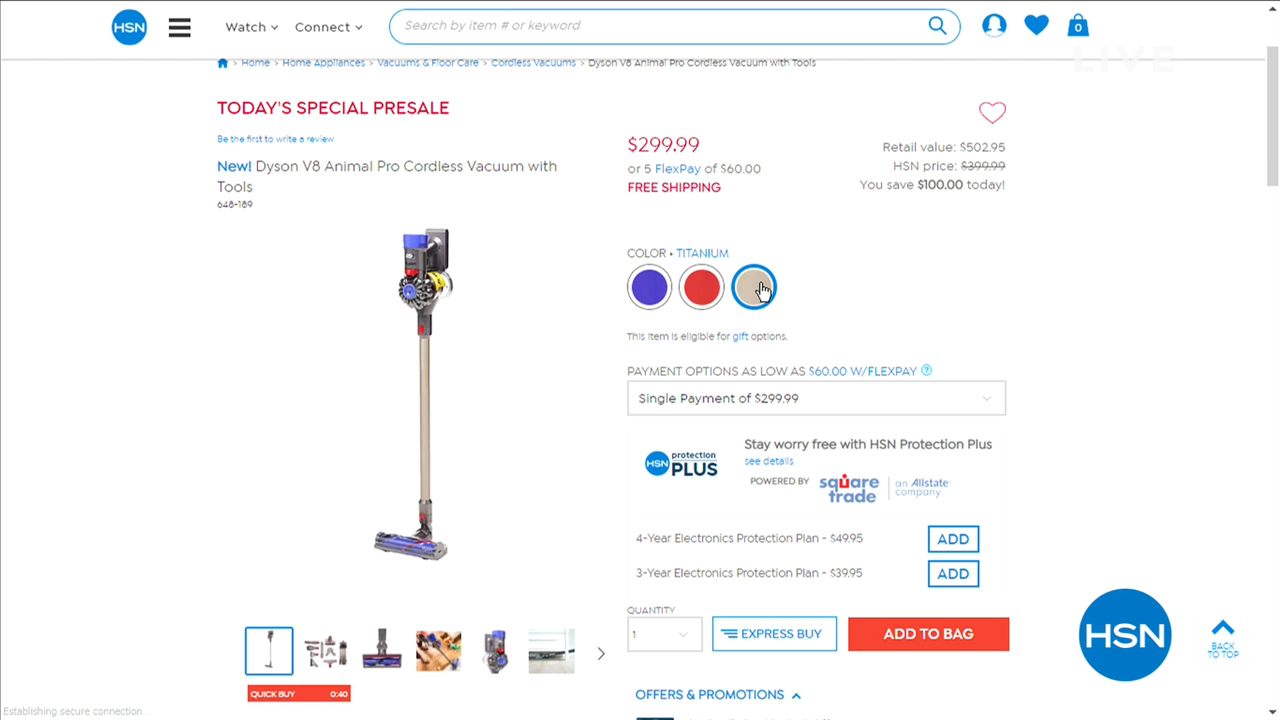 HSN
Watch
Connect
Search by item # or keyword
0
LIVE
> Home > Home Appliances > Vacuums & Floor Care > Cordless Vacuums > Dyson V8 Animal Pro Cordless Vacuum with Tools
TODAY'S SPECIAL PRESALE
Be the first to write a review
New! Dyson V8 Animal Pro Cordless Vacuum with
Tools
648-189
$299.99
or 5 FlexPay of $60.00
FREE SHIPPING
Retail value: $502.95
HSN price: $399.99
You save $100.00 today!
COLOR • TITANIUM
This item is eligible for gift options.
PAYMENT OPTIONS AS LOW AS $60.00 W/FLEXPAY ?
Single Payment of $299.99
HSN protection PLUS
Stay worry free with HSN Protection Plus
see details
POWERED BY square trade | an Allstate company
4-Year Electronics Protection Plan - $49.95 ADD
3-Year Electronics Protection Plan - $39.95 ADD
QUANTITY
1
EXPRESS BUY
ADD TO BAG
HSN
BACK
TO TOP
QUICK BUY 0:40
OFFERS & PROMOTIONS
Establishing secure connection...